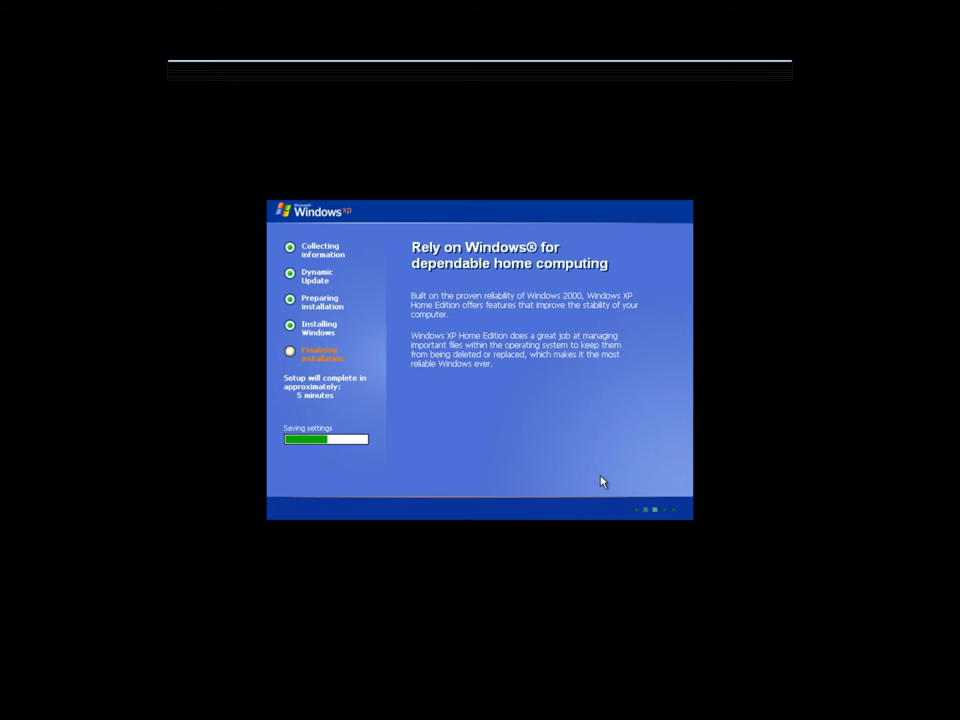 Microsoft
Windows xp
Collecting
information
Dynamic
Update
Preparing
installation
Installing
Windows
Finalizing
installation
Setup will complete in
approximately:
5 minutes
Saving settings
Rely on Windows® for
dependable home computing
Built on the proven reliability of Windows 2000, Windows XP
Home Edition offers features that improve the stability of your
computer.
Windows XP Home Edition does a great job at managing
important files within the operating system to keep them
from being deleted or replaced, which makes it the most
reliable Windows ever.